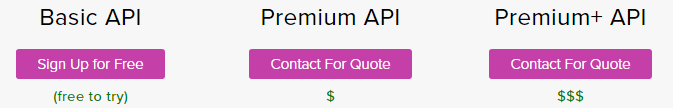 Basic API
Premium API
Premium+ API
Sign Up for Free
Contact For Quote
Contact For Quote
(free to try)
$
$$$